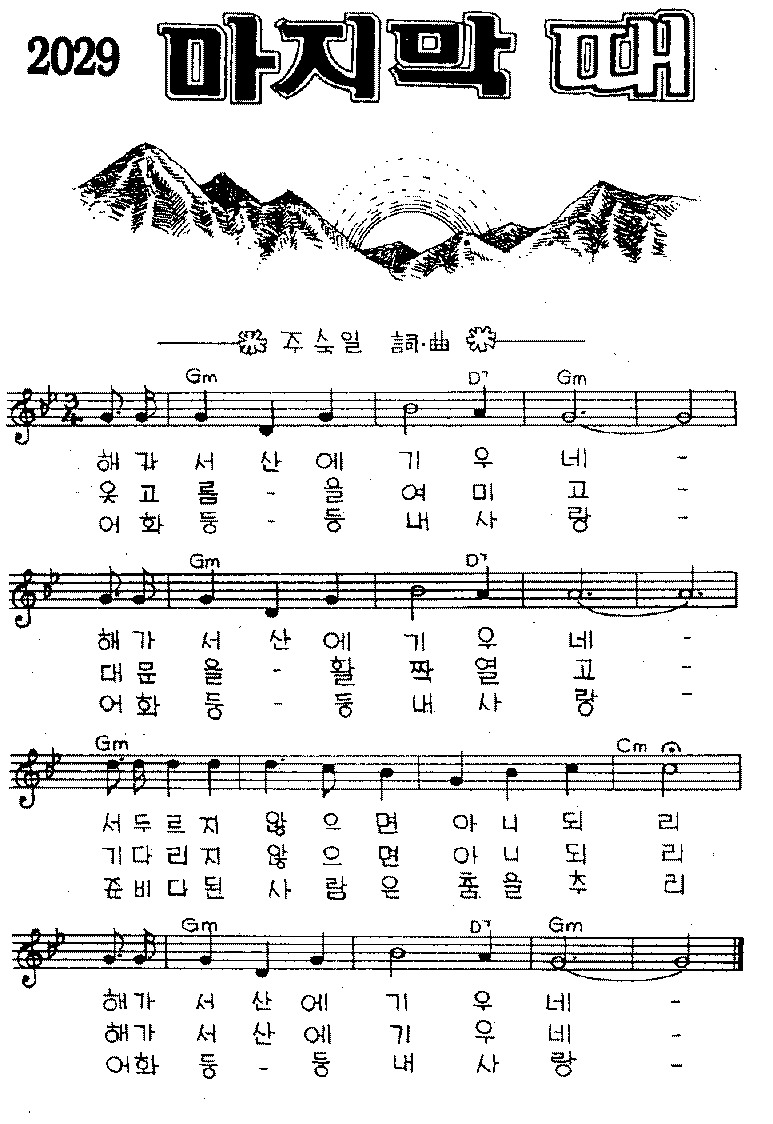 2029 마지막 때
주숙일 詞·曲
Gm D7 Gm
해 가 서 산 에 기 우 네 -
옷 고 름 - 을 여 미 고 -
어 화 둥 - 둥 내 사 랑 -
Gm D7
해 가 서 산 에 기 우 네 -
대 문 을 - 활 짝 열 고 -
어 화 둥 - 둥 내 사 랑 -
Gm Cm
서 두 르 지 않 으 면 아 니 되 리
기 다 리 지 않 으 면 아 니 되 리
준 비 다 된 사 람 은 춤 을 추 리
Gm D7 Gm
해 가 서 산 에 기 우 네 -
해 가 서 산 에 기 우 네 -
어 화 둥 - 둥 내 사 랑 -